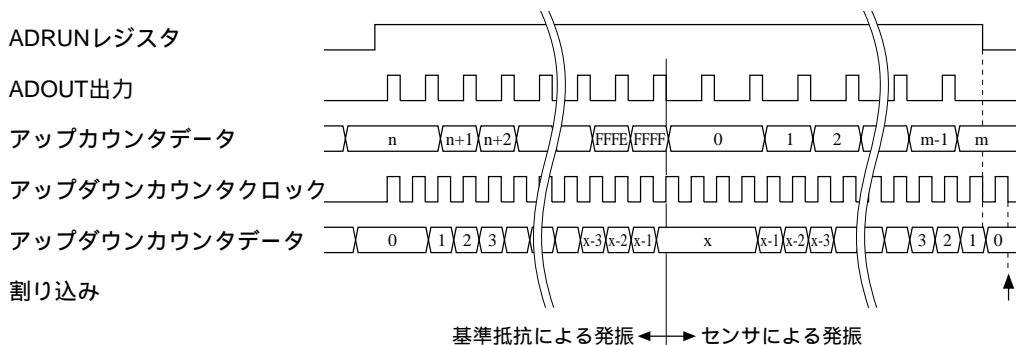 ADRUNレジスタ
ADOUT出力
アップカウンタデータ n n+1 n+2 FFFE FFFF 0 1 2 m-1 m
アップダウンカウンタクロック
アップダウンカウンタデータ 0 1 2 3 x-3 x-2 x-1 x x-1 x-2 x-3 3 2 1 0
割り込み
基準抵抗による発振 センサによる発振